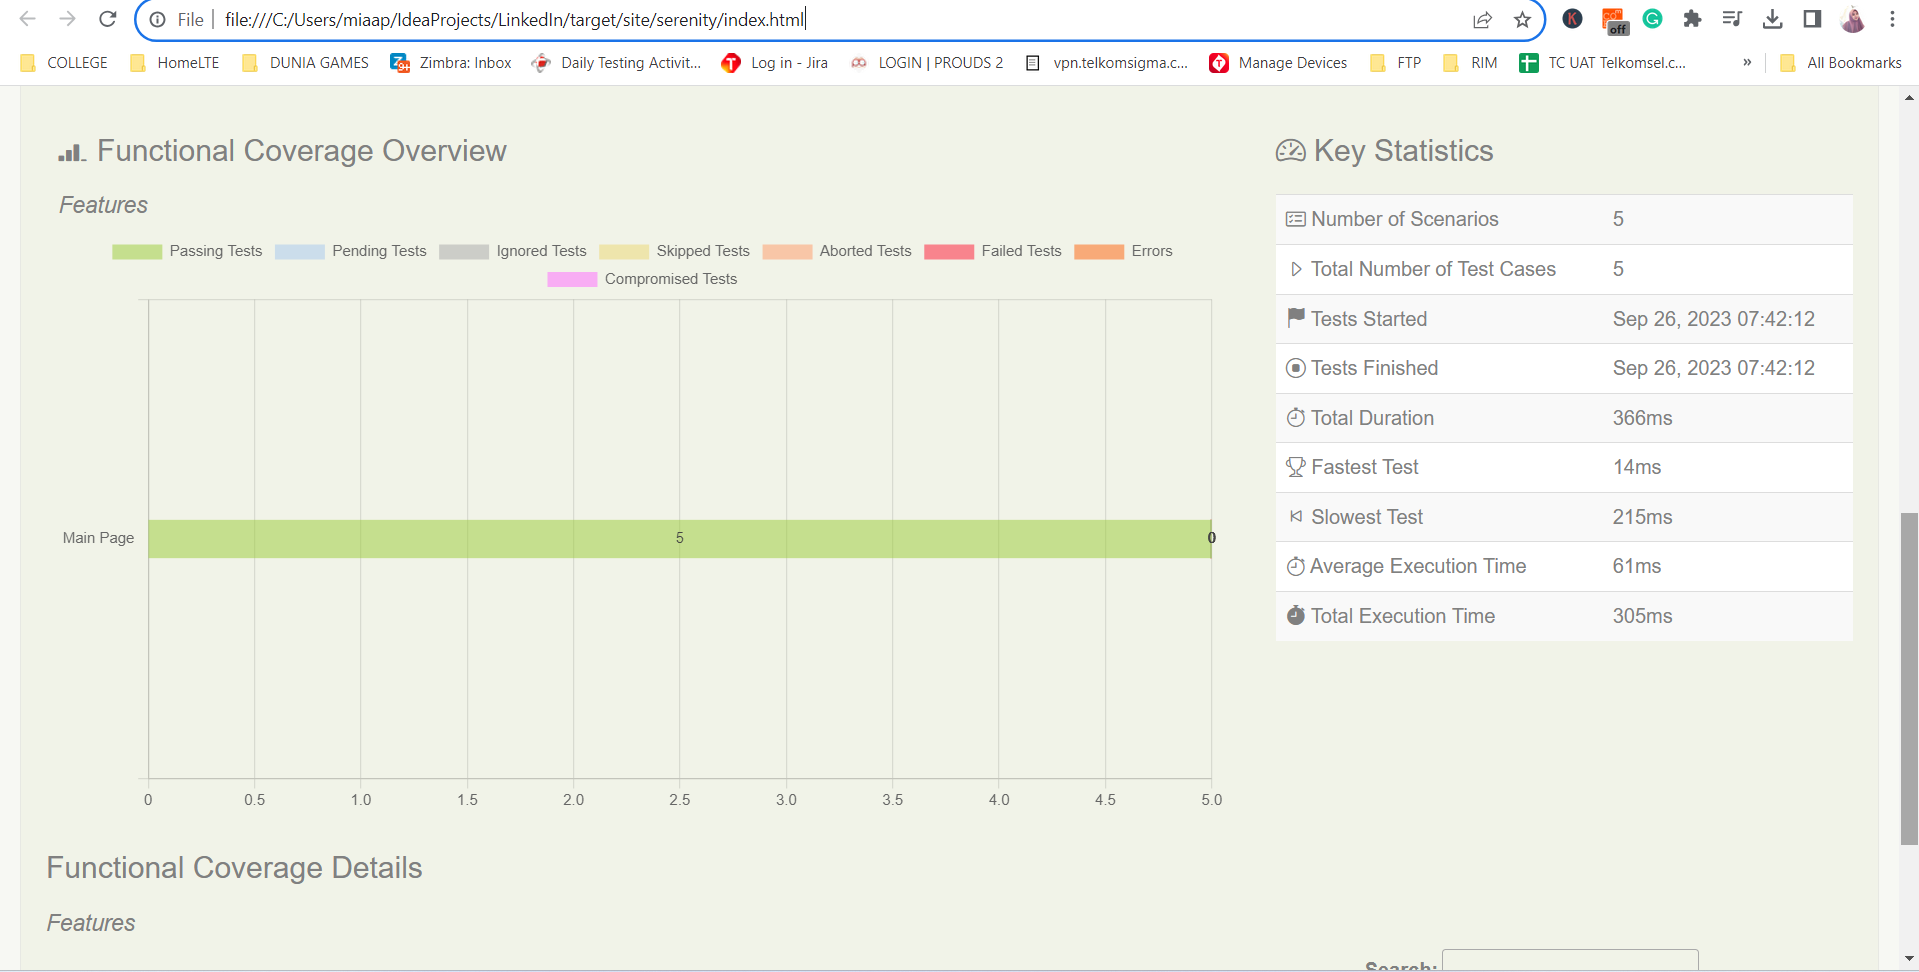 File file:///C:/Users/miaap/IdeaProjects/LinkedIn/target/site/serenity/index.html
off
COLLEGE HomeLTE DUNIA GAMES Zimbra: Inbox Daily Testing Activit... Log in - Jira LOGIN | PROUDS 2 vpn.telkomsigma.c... Manage Devices FTP RIM TC UAT Telkomsel.c... » All Bookmarks
Functional Coverage Overview
Features
Passing Tests Pending Tests Ignored Tests Skipped Tests Aborted Tests Failed Tests Errors
Compromised Tests
Main Page 5 0
0 0.5 1.0 1.5 2.0 2.5 3.0 3.5 4.0 4.5 5.0
Key Statistics
Number of Scenarios 5
Total Number of Test Cases 5
Tests Started Sep 26, 2023 07:42:12
Tests Finished Sep 26, 2023 07:42:12
Total Duration 366ms
Fastest Test 14ms
Slowest Test 215ms
Average Execution Time 61ms
Total Execution Time 305ms
Functional Coverage Details
Features
Search: